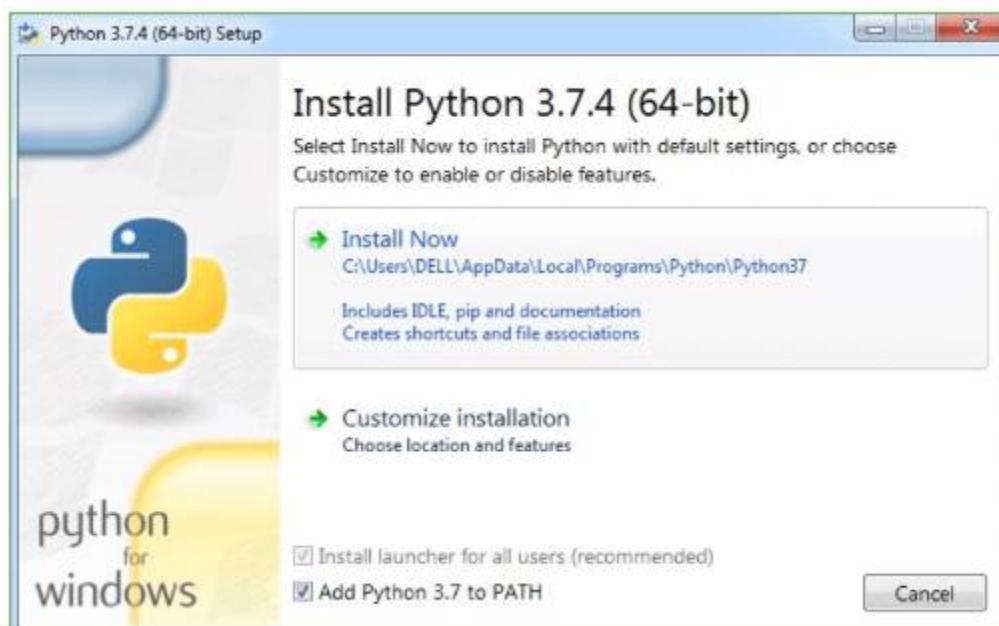 Python 3.7.4 (64-bit) Setup
Install Python 3.7.4 (64-bit)
Select Install Now to install Python with default settings, or choose
Customize to enable or disable features.
Install Now
C:\Users\DELL\AppData\Local\Programs\Python\Python37
Includes IDLE, pip and documentation
Creates shortcuts and file associations
Customize installation
Choose location and features
python
for
windows
Install launcher for all users (recommended)
Add Python 3.7 to PATH
Cancel